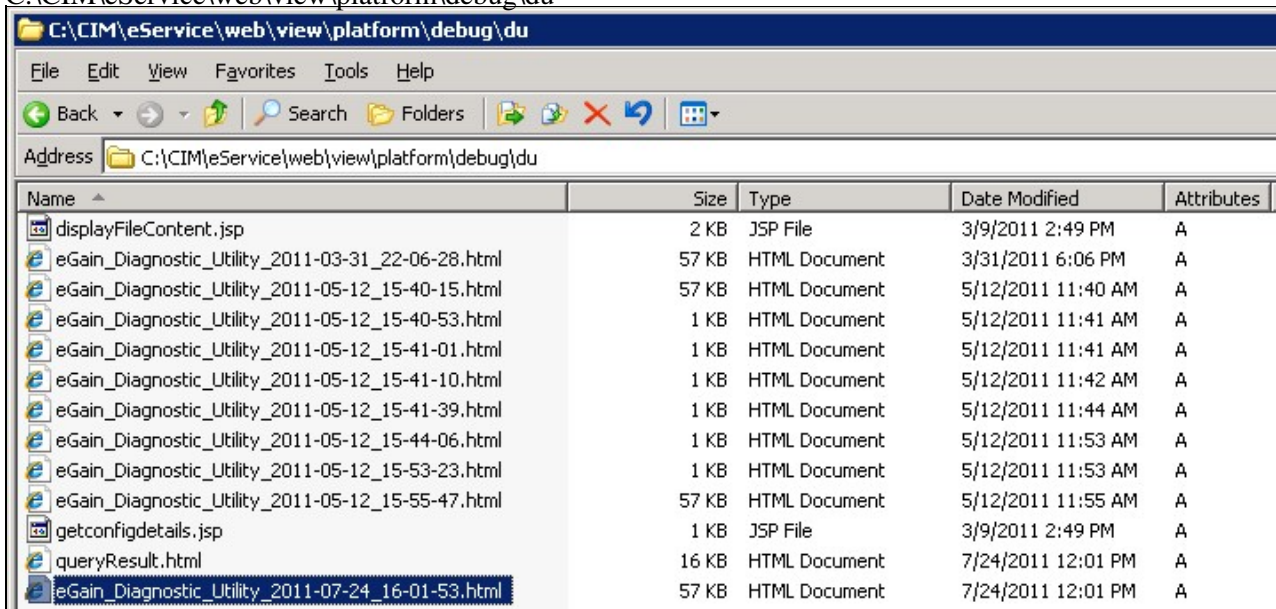 C:\CIM\eService\web\view\platform\debug\du
C:\CIM\eService\web\view\platform\debug\du
File Edit View Favorites Tools Help
Back Search Folders
Address C:\CIM\eService\web\view\platform\debug\du
Name Size Type Date Modified Attributes
displayFileContent.jsp 2 KB JSP File 3/9/2011 2:49 PM A
eGain_Diagnostic_Utility_2011-03-31_22-06-28.html 57 KB HTML Document 3/31/2011 6:06 PM A
eGain_Diagnostic_Utility_2011-05-12_15-40-15.html 57 KB HTML Document 5/12/2011 11:40 AM A
eGain_Diagnostic_Utility_2011-05-12_15-40-53.html 1 KB HTML Document 5/12/2011 11:41 AM A
eGain_Diagnostic_Utility_2011-05-12_15-41-01.html 1 KB HTML Document 5/12/2011 11:41 AM A
eGain_Diagnostic_Utility_2011-05-12_15-41-10.html 1 KB HTML Document 5/12/2011 11:42 AM A
eGain_Diagnostic_Utility_2011-05-12_15-41-39.html 1 KB HTML Document 5/12/2011 11:44 AM A
eGain_Diagnostic_Utility_2011-05-12_15-44-06.html 1 KB HTML Document 5/12/2011 11:53 AM A
eGain_Diagnostic_Utility_2011-05-12_15-53-23.html 1 KB HTML Document 5/12/2011 11:53 AM A
eGain_Diagnostic_Utility_2011-05-12_15-55-47.html 57 KB HTML Document 5/12/2011 11:55 AM A
getconfigdetails.jsp 1 KB JSP File 3/9/2011 2:49 PM A
queryResult.html 16 KB HTML Document 7/24/2011 12:01 PM A
eGain_Diagnostic_Utility_2011-07-24_16-01-53.html 57 KB HTML Document 7/24/2011 12:01 PM A